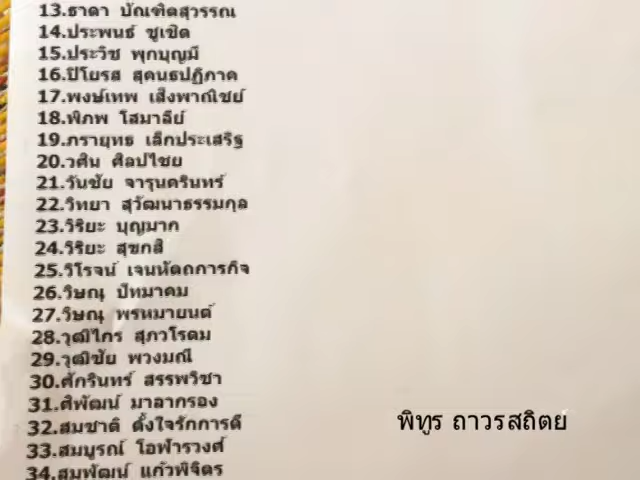 13.ธาดา บัณฑิตสุวรรณ
14.ประพนธ์ ชูเชิด
15.ประวิช พุกบุญมี
16.ปิโยรส สุคนธปฏิภาค
17.พงษ์เทพ เส็งพาณิชย์
18.พิภพ โสมาลีย์
19.ภรายุทธ เล็กประเสริฐ
20.วศิน ศิลปไชย
21.วันชัย จารุนครินทร์
22.วิทยา สุวัฒนาธรรมกุล
23.วิริยะ บุญมาก
24.วิริยะ สุขกสิ
25.วิโรจน์ เจนหัตถการกิจ
26.วิษณุ ปัทมาคม
27.วิษณุ พรหมายนต์
28.วุฒิไกร สุภวโรดม
29.วุฒิชัย พวงมณี
30.ศักรินทร์ สรรพวิชา
31.ศิพัฒน์ มาลากรอง
32.สมชาติ ตั้งใจรักการดี
33.สมบูรณ์ โอฬารวงศ์
34.สมพัฒน์ แก้วพิจิตร
พิทูร ถาวรสถิตย์